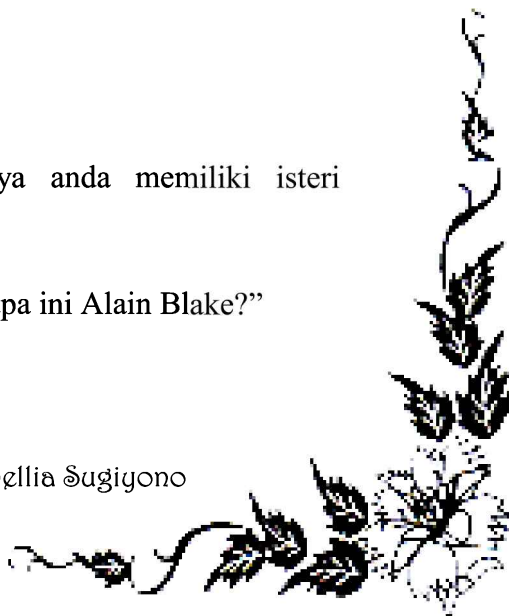 ya anda memiliki isteri
pa ini Alain Blake?”
ellia Sugiyono